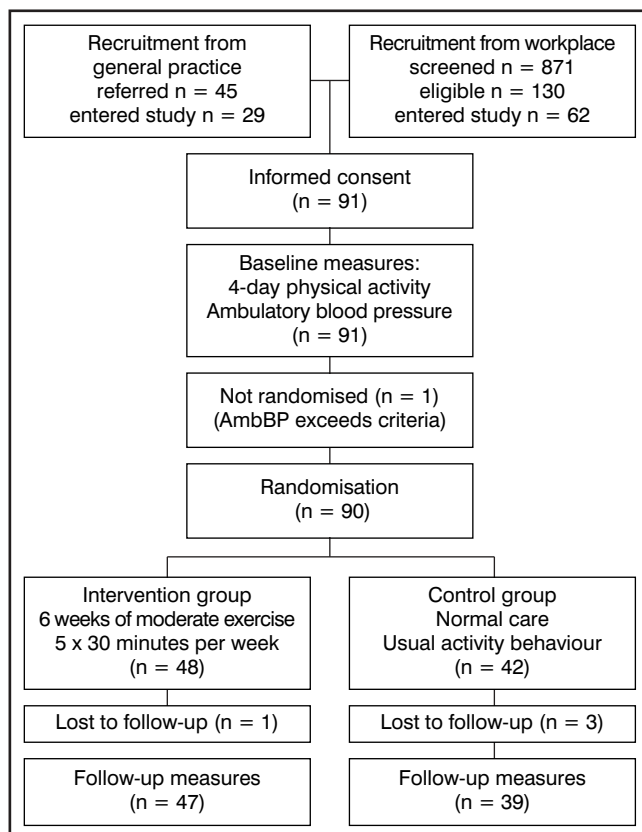 Recruitment from
general practice
referred n = 45
entered study n = 29
Recruitment from workplace
screened n = 871
eligible n = 130
entered study n = 62
Informed consent
(n = 91)
Baseline measures:
4-day physical activity
Ambulatory blood pressure
(n = 91)
Not randomised (n = 1)
(AmbBP exceeds criteria)
Randomisation
(n = 90)
Intervention group
6 weeks of moderate exercise
5 x 30 minutes per week
(n = 48)
Control group
Normal care
Usual activity behaviour
(n = 42)
Lost to follow-up (n = 1)
Lost to follow-up (n = 3)
Follow-up measures
(n = 47)
Follow-up measures
(n = 39)